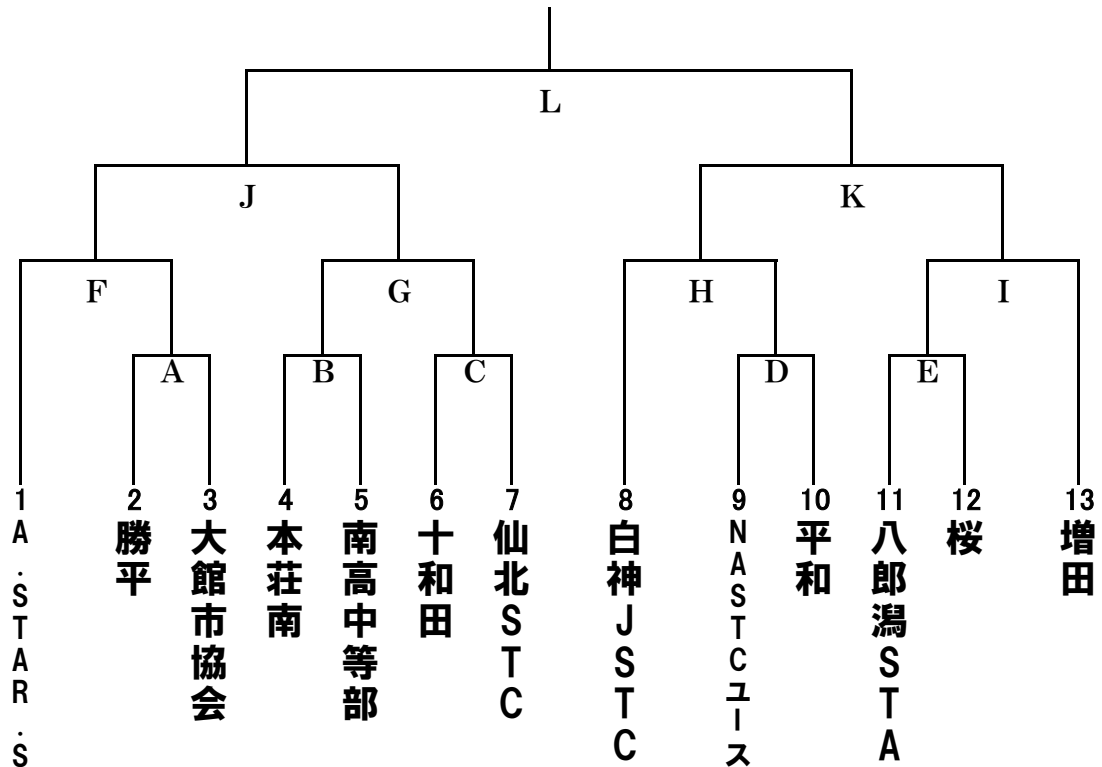 L
J
K
F
G
H
I
A
B
C
D
E
1
2
3
4
5
6
7
8
9
10
11
12
13
A.STAR.S
勝平
大館市協会
本荘南
南高中等部
十和田
仙北STC
白神JSTC
NASTCユース
平和
八郎潟STA
桜
増田